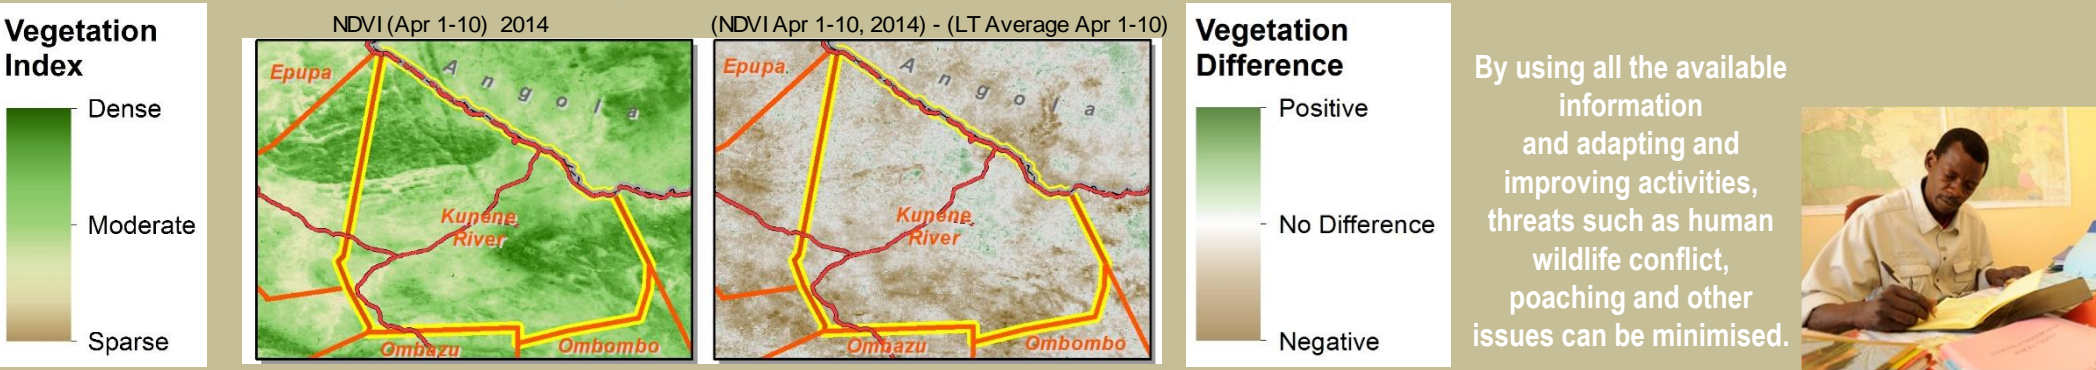 Vegetation
Index
Dense
Moderate
Sparse
NDVI (Apr 1-10) 2014
Epupa
Angola
Kunene
River
Ombazu
Ombombo
(NDVI Apr 1-10, 2014) - (LT Average Apr 1-10)
Epupa
Angola
Kunene
River
Ombazu
Ombombo
Vegetation
Difference
Positive
No Difference
Negative
By using all the available
information
and adapting and
improving activities,
threats such as human
wildlife conflict,
poaching and other
issues can be minimised.